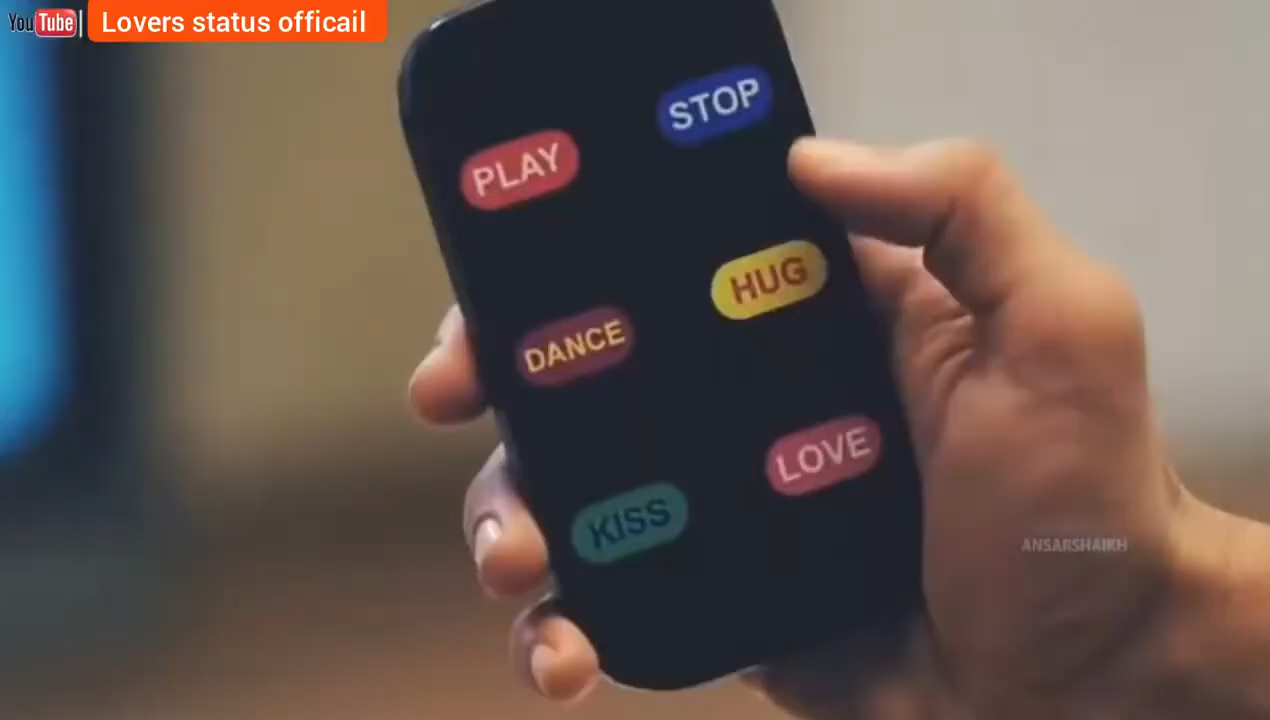 YouTube | Lovers status officail
STOP
PLAY
HUG
DANCE
LOVE
KISS
ANSARSHAIKH